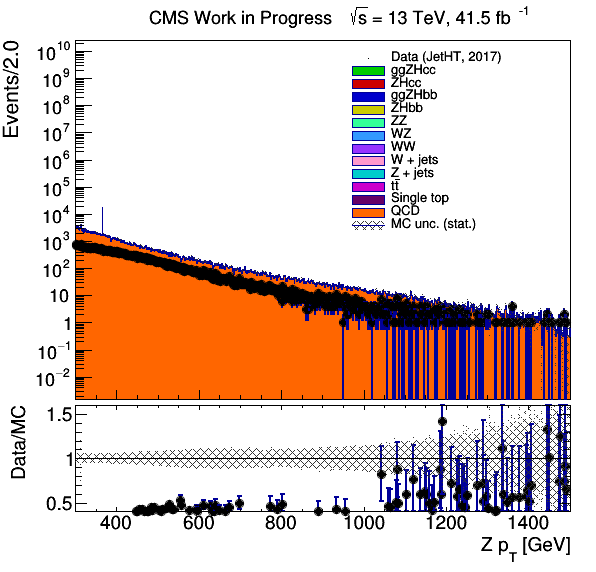 CMS Work in Progress √s = 13 TeV, 41.5 fb⁻¹
Events/2.0
10¹⁰
10⁹
10⁸
10⁷
10⁶
10⁵
10⁴
10³
10²
10
1
10⁻¹
10⁻²
Data (JetHT, 2017)
ggZHcc
ZHcc
ggZHbb
ZHbb
ZZ
WZ
WW
W + jets
Z + jets
tt̄
Single top
QCD
MC unc. (stat.)
Data/MC
1.5
1
0.5
400 600 800 1000 1200 1400
Z p_T [GeV]